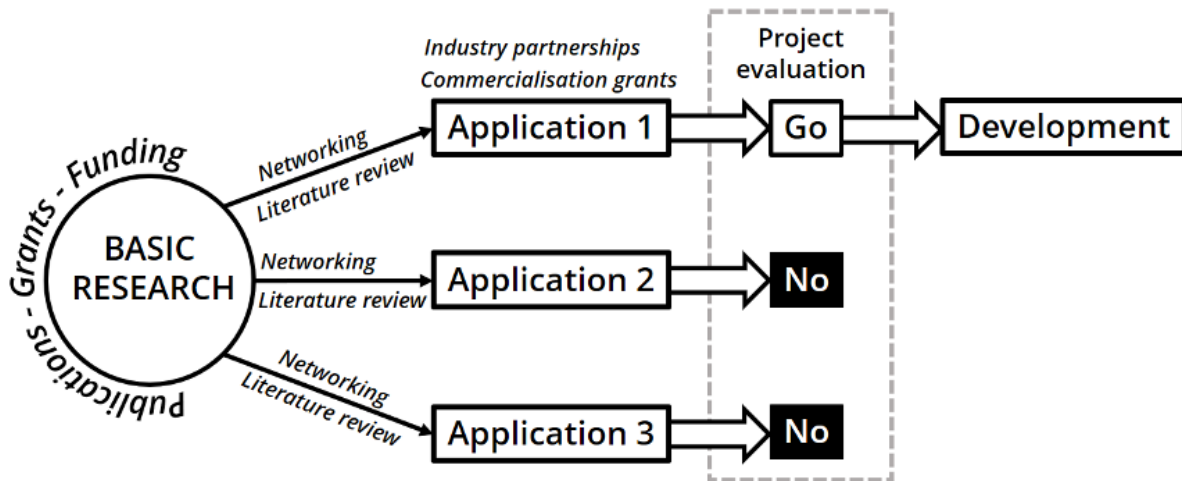 Publications - Grants - Funding
BASIC
RESEARCH
Networking
Literature review
Industry partnerships
Commercialisation grants
Application 1
Project
evaluation
Go
Development
Networking
Literature review
Application 2
No
Networking
Literature review
Application 3
No